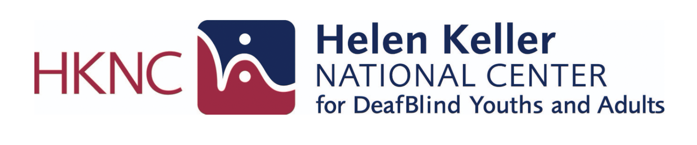 HKNC
Helen Keller
NATIONAL CENTER
for DeafBlind Youths and Adults